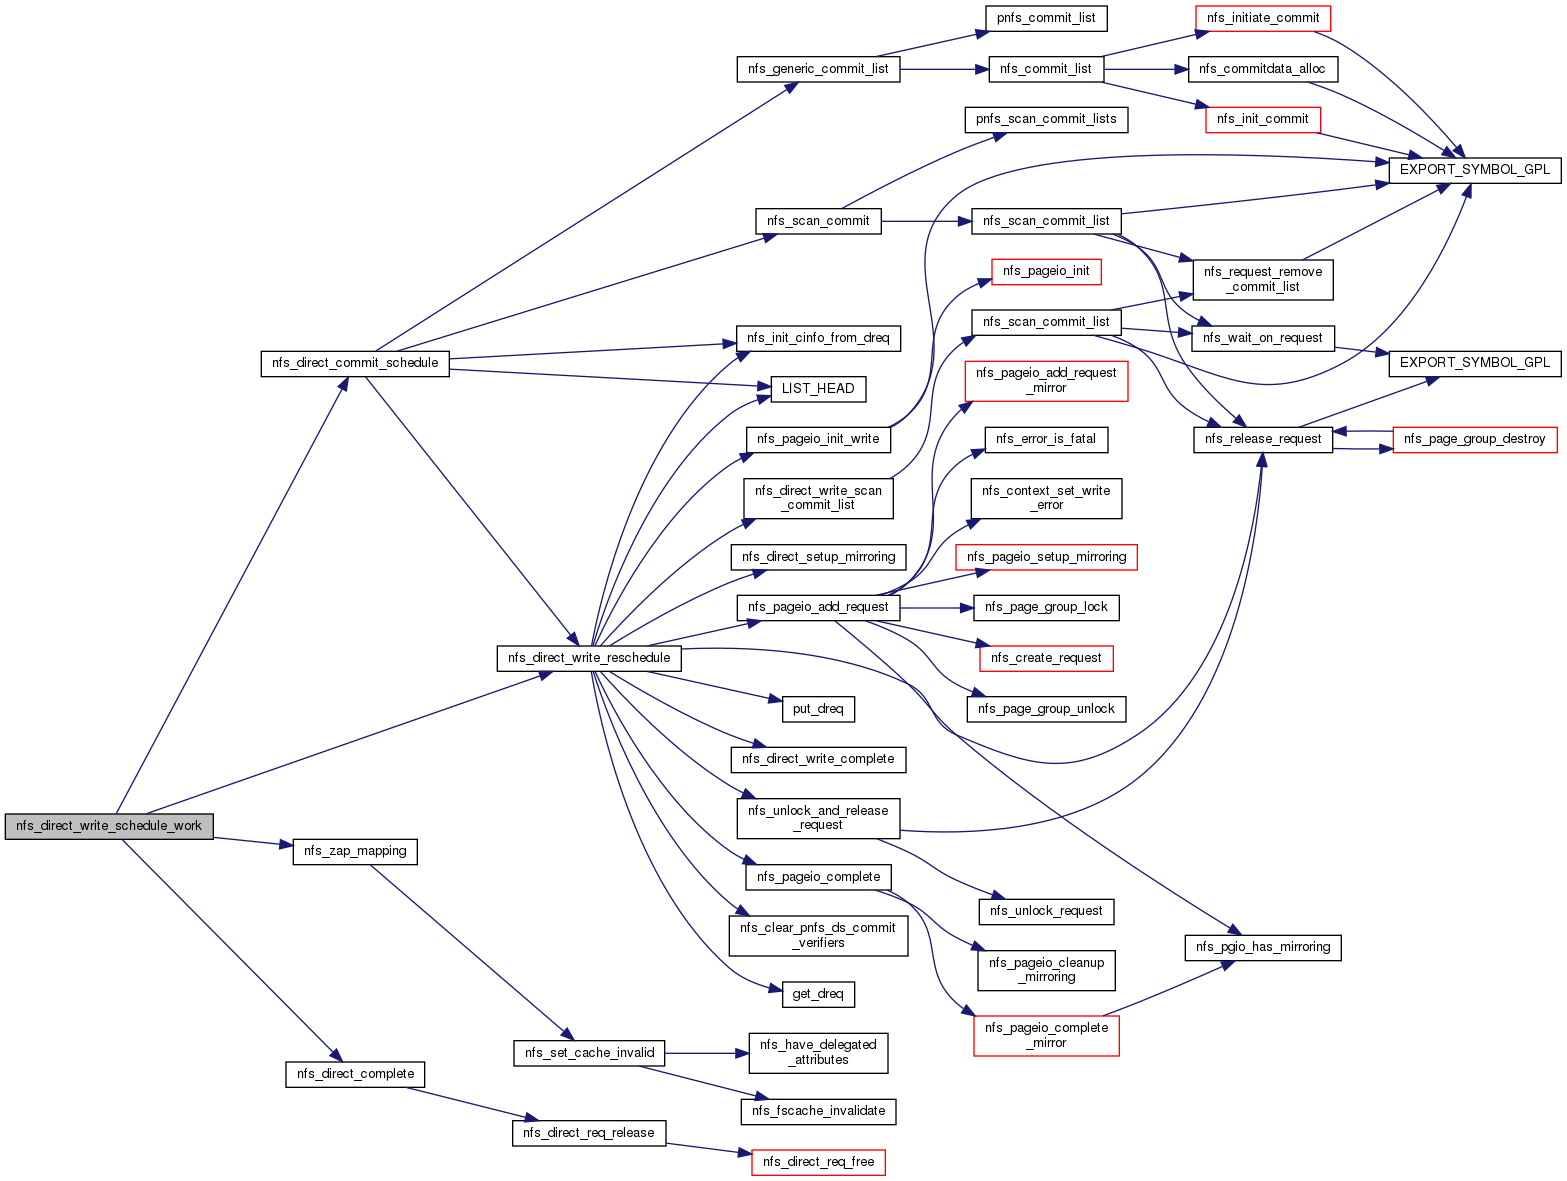 pnfs_commit_list
nfs_initiate_commit
nfs_generic_commit_list
nfs_commit_list
nfs_commitdata_alloc
pnfs_scan_commit_lists
nfs_init_commit
EXPORT_SYMBOL_GPL
nfs_scan_commit
nfs_scan_commit_list
nfs_pageio_init
nfs_request_remove
_commit_list
nfs_scan_commit_list
nfs_init_cinfo_from_dreq
nfs_wait_on_request
nfs_direct_commit_schedule
EXPORT_SYMBOL_GPL
LIST_HEAD
nfs_pageio_add_request
_mirror
nfs_pageio_init_write
nfs_error_is_fatal
nfs_release_request
nfs_page_group_destroy
nfs_direct_write_scan
_commit_list
nfs_context_set_write
_error
nfs_direct_setup_mirroring
nfs_pageio_setup_mirroring
nfs_pageio_add_request
nfs_page_group_lock
nfs_direct_write_reschedule
nfs_create_request
put_dreq
nfs_page_group_unlock
nfs_direct_write_complete
nfs_unlock_and_release
_request
nfs_direct_write_schedule_work
nfs_zap_mapping
nfs_pageio_complete
nfs_unlock_request
nfs_clear_pnfs_ds_commit
_verifiers
nfs_pgio_has_mirroring
nfs_pageio_cleanup
_mirroring
get_dreq
nfs_pageio_complete
_mirror
nfs_set_cache_invalid
nfs_have_delegated
_attributes
nfs_direct_complete
nfs_fscache_invalidate
nfs_direct_req_release
nfs_direct_req_free